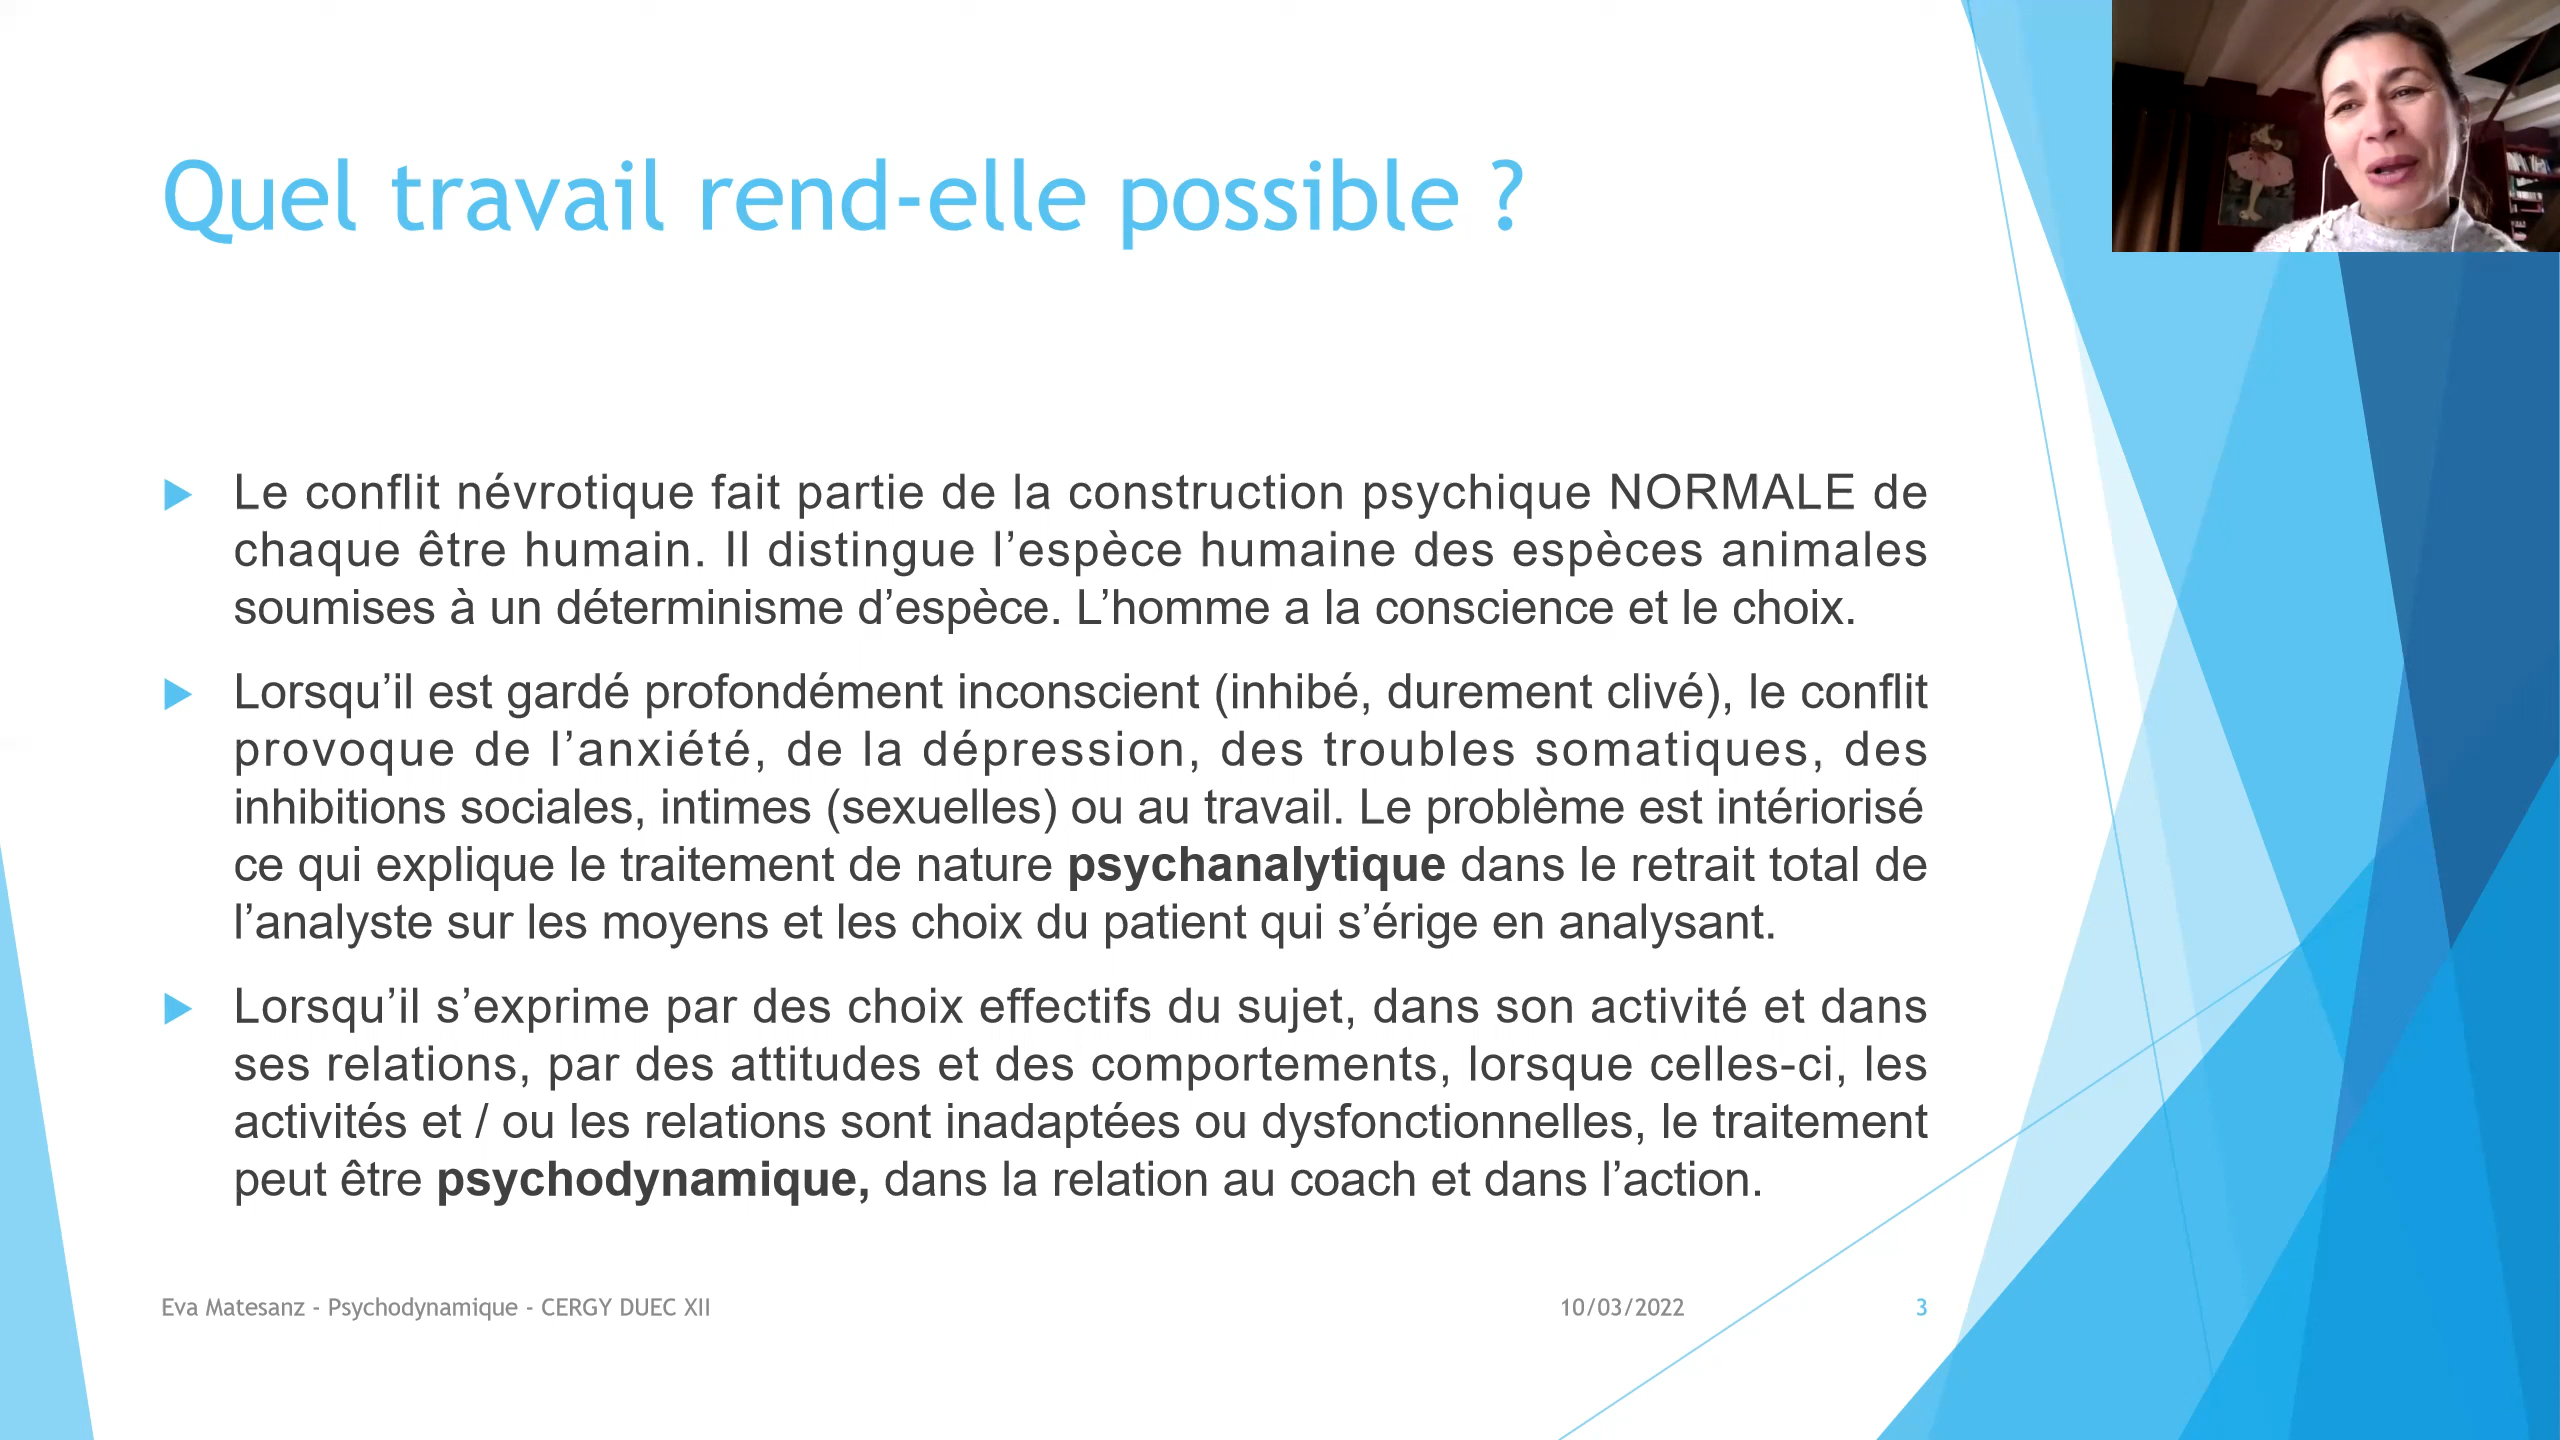 Quel travail rend-elle possible ?
Le conflit névrotique fait partie de la construction psychique NORMALE de
chaque être humain. Il distingue l’espèce humaine des espèces animales
soumises à un déterminisme d’espèce. L’homme a la conscience et le choix.
Lorsqu’il est gardé profondément inconscient (inhibé, durement clivé), le conflit
provoque de l’anxiété, de la dépression, des troubles somatiques, des
inhibitions sociales, intimes (sexuelles) ou au travail. Le problème est intériorisé
ce qui explique le traitement de nature psychanalytique dans le retrait total de
l’analyste sur les moyens et les choix du patient qui s’érige en analysant.
Lorsqu’il s’exprime par des choix effectifs du sujet, dans son activité et dans
ses relations, par des attitudes et des comportements, lorsque celles-ci, les
activités et / ou les relations sont inadaptées ou dysfonctionnelles, le traitement
peut être psychodynamique, dans la relation au coach et dans l’action.
Eva Matesanz - Psychodynamique - CERGY DUEC XII
10/03/2022
3